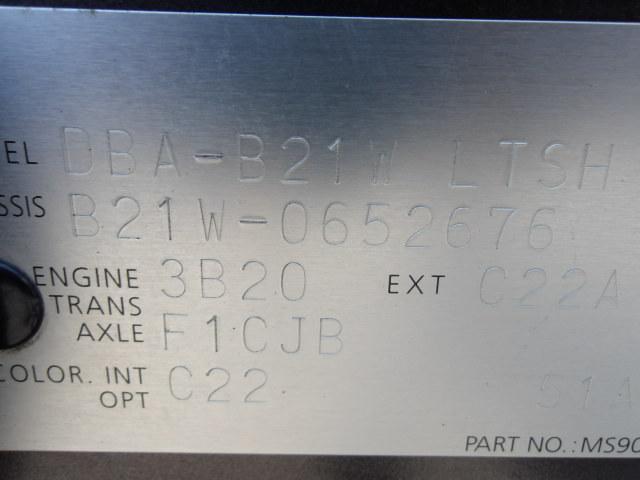 EL DBA-B21W LTSH
SSIS B21W-0652676
ENGINE 3B20 EXT C22A
TRANS
AXLE F1CJB
COLOR. INT C22 51A
OPT
PART NO.: MS90